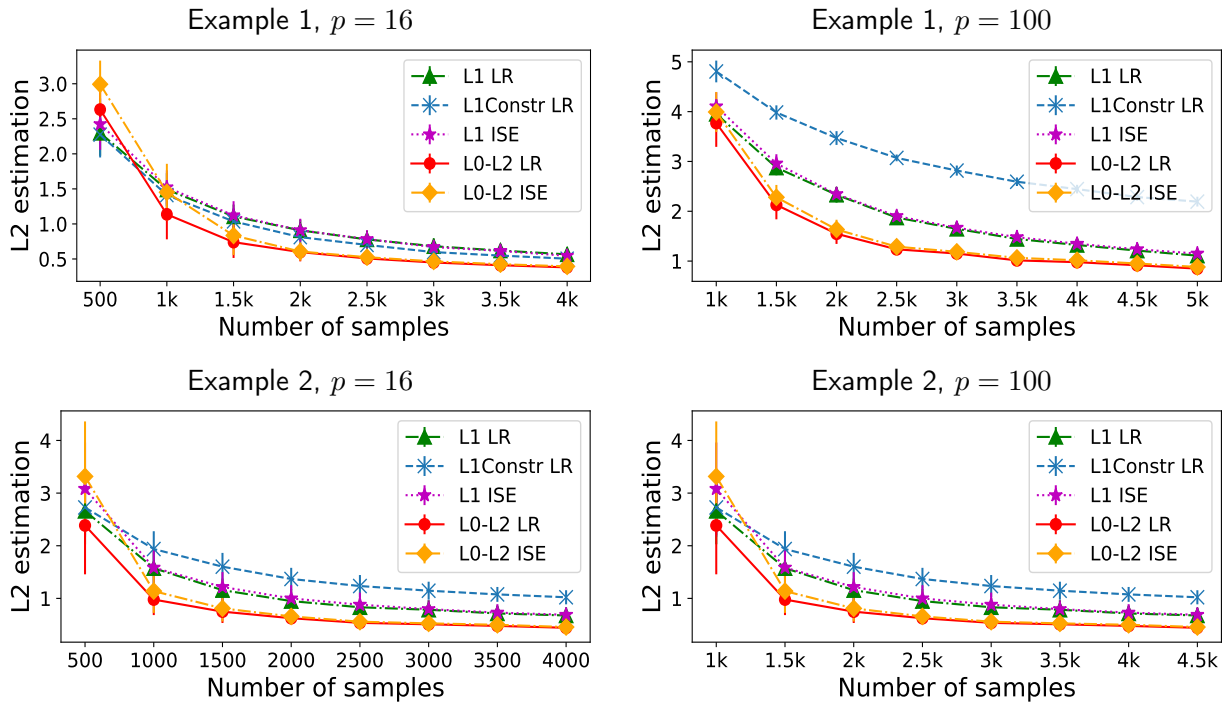 Example 1, p = 16
L2 estimation
3.0
2.5
2.0
1.5
1.0
0.5
L1 LR
L1Constr LR
L1 ISE
L0-L2 LR
L0-L2 ISE
500 1k 1.5k 2k 2.5k 3k 3.5k 4k
Number of samples
Example 1, p = 100
L2 estimation
5
4
3
2
1
L1 LR
L1Constr LR
L1 ISE
L0-L2 LR
L0-L2 ISE
1k 1.5k 2k 2.5k 3k 3.5k 4k 4.5k 5k
Number of samples
Example 2, p = 16
L2 estimation
4
3
2
1
L1 LR
L1Constr LR
L1 ISE
L0-L2 LR
L0-L2 ISE
500 1000 1500 2000 2500 3000 3500 4000
Number of samples
Example 2, p = 100
L2 estimation
4
3
2
1
L1 LR
L1Constr LR
L1 ISE
L0-L2 LR
L0-L2 ISE
1k 1.5k 2k 2.5k 3k 3.5k 4k 4.5k
Number of samples